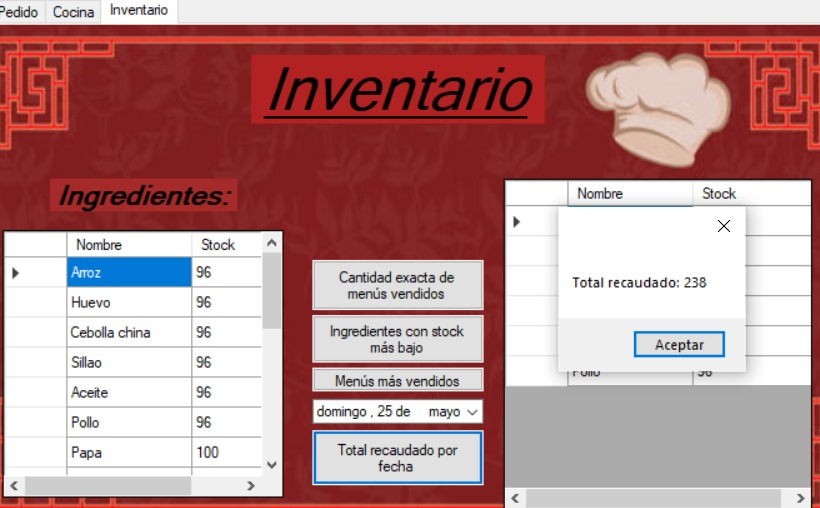 Pedido Cocina Inventario
Inventario
Ingredientes:
Nombre Stock
Arroz 96
Huevo 96
Cebolla china 96
Sillao 96
Aceite 96
Pollo 96
Papa 100
Cantidad exacta de
menús vendidos
Ingredientes con stock
más bajo
Menús más vendidos
domingo , 25 de mayo
Total recaudado por
fecha
Nombre Stock
Total recaudado: 238
Aceptar
Pollo 96